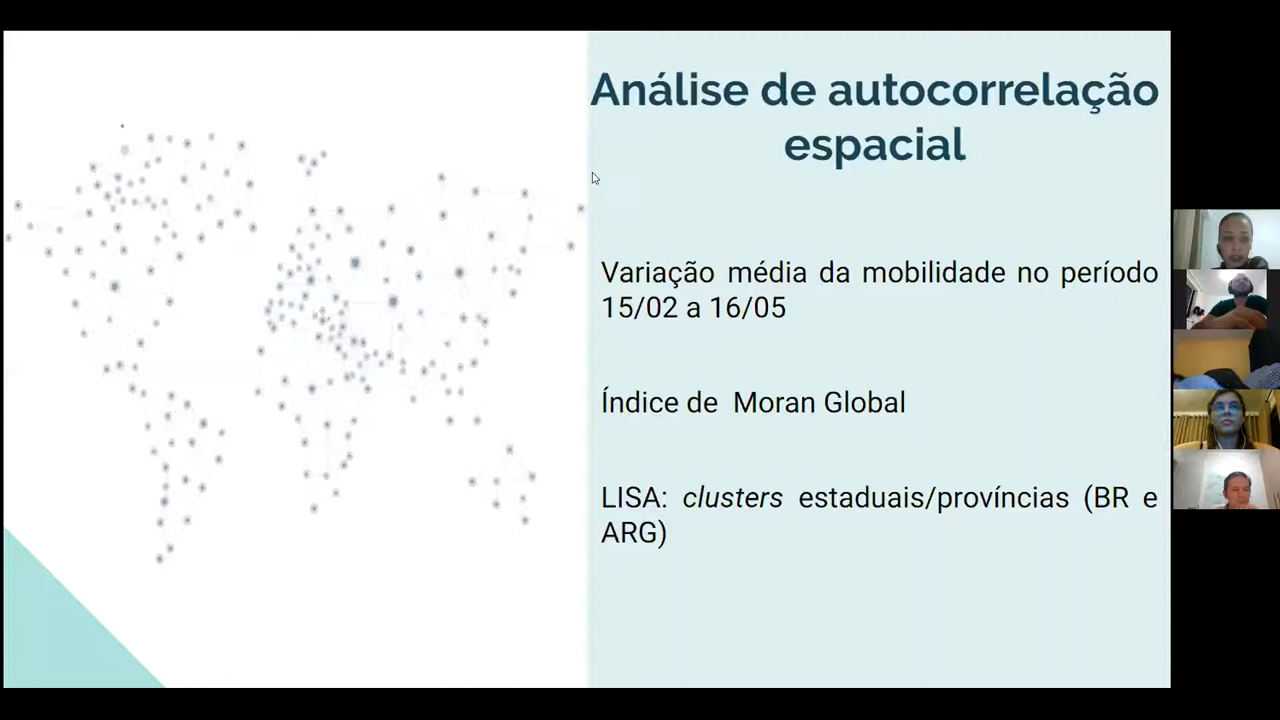 Análise de autocorrelação
espacial
Variação média da mobilidade no período
15/02 a 16/05
Índice de Moran Global
LISA: clusters estaduais/províncias (BR e
ARG)